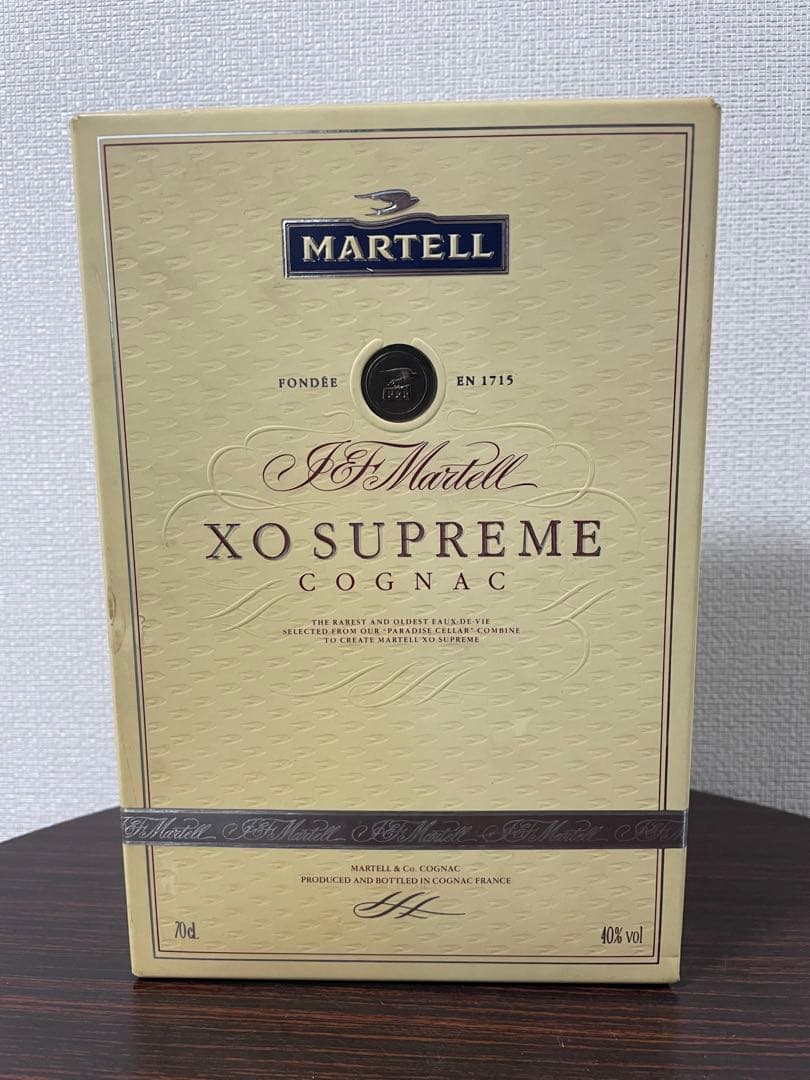 MARTELL
FONDÉE EN 1715
J&F Martell
XO SUPREME
COGNAC
THE RAREST AND OLDEST EAUX-DE-VIE
SELECTED FROM OUR "PARADISE CELLAR" COMBINE
TO CREATE MARTELL XO SUPREME
J&F Martell J&F Martell J&F Martell J&F Martell J&F
MARTELL & Co. COGNAC
PRODUCED AND BOTTLED IN COGNAC FRANCE
70cl. 40% vol